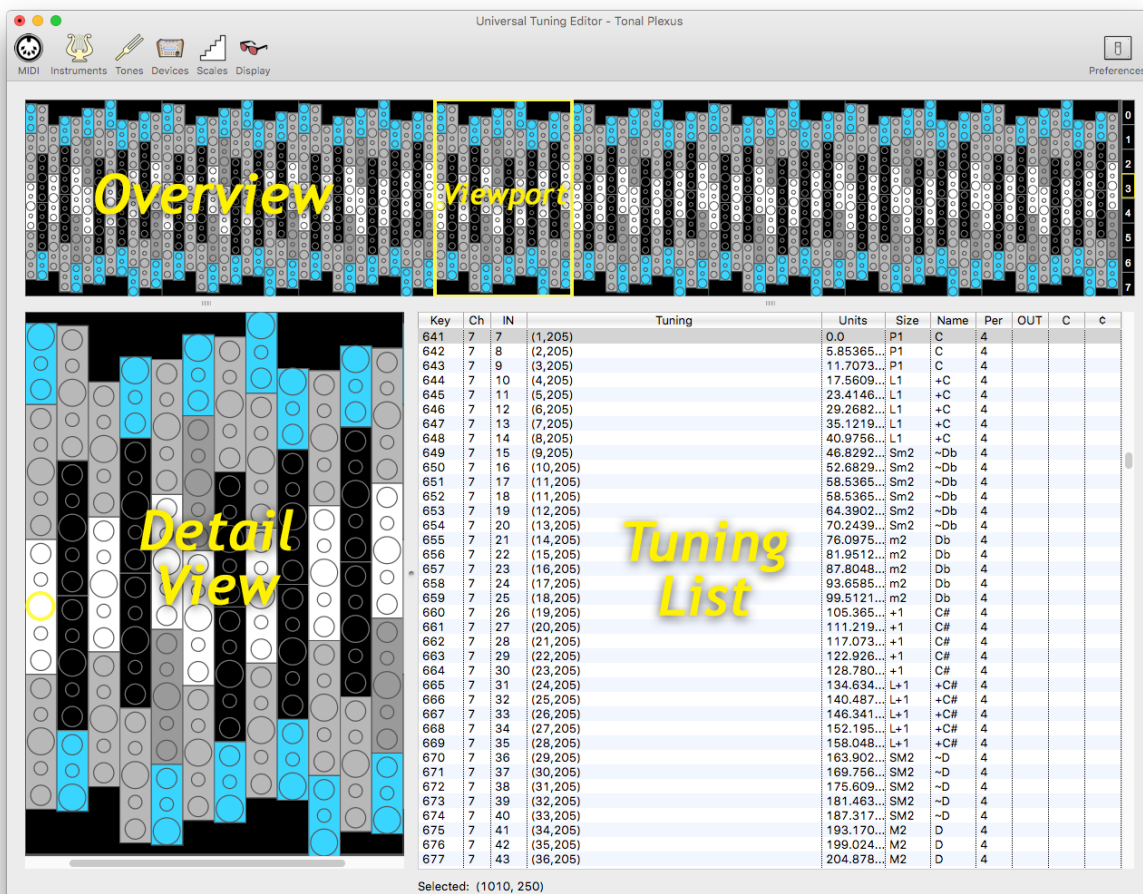 Universal Tuning Editor - Tonal Plexus
MIDI Instruments Tones Devices Scales Display Preferences
0
1
2
3
4
5
6
7
Overview
Viewport
Detail
View
Key Ch IN Tuning Units Size Name Per OUT C ¢
641 7 7 (1,205) 0.0 P1 C 4
642 7 8 (2,205) 5.85365... P1 C 4
643 7 9 (3,205) 11.7073... P1 C 4
644 7 10 (4,205) 17.5609... L1 +C 4
645 7 11 (5,205) 23.4146... L1 +C 4
646 7 12 (6,205) 29.2682... L1 +C 4
647 7 13 (7,205) 35.1219... L1 +C 4
648 7 14 (8,205) 40.9756... L1 +C 4
649 7 15 (9,205) 46.8292... Sm2 ~Db 4
650 7 16 (10,205) 52.6829... Sm2 ~Db 4
651 7 17 (11,205) 58.5365... Sm2 ~Db 4
652 7 18 (11,205) 58.5365... Sm2 ~Db 4
653 7 19 (12,205) 64.3902... Sm2 ~Db 4
654 7 20 (13,205) 70.2439... Sm2 ~Db 4
655 7 21 (14,205) 76.0975... m2 Db 4
656 7 22 (15,205) 81.9512... m2 Db 4
657 7 23 (16,205) 87.8048... m2 Db 4
658 7 24 (17,205) 93.6585... m2 Db 4
659 7 25 (18,205) 99.5121... m2 Db 4
660 7 26 (19,205) 105.365... +1 C# 4
661 7 27 (20,205) 111.219... +1 C# 4
662 7 28 (21,205) 117.073... +1 C# 4
663 7 29 (22,205) 122.926... +1 C# 4
664 7 30 (23,205) 128.780... +1 C# 4
665 7 31 (24,205) 134.634... L+1 +C# 4
666 7 32 (25,205) 140.487... L+1 +C# 4
667 7 33 (26,205) 146.341... L+1 +C# 4
668 7 34 (27,205) 152.195... L+1 +C# 4
669 7 35 (28,205) 158.048... L+1 +C# 4
670 7 36 (29,205) 163.902... SM2 ~D 4
671 7 37 (30,205) 169.756... SM2 ~D 4
672 7 38 (31,205) 175.609... SM2 ~D 4
673 7 39 (32,205) 181.463... SM2 ~D 4
674 7 40 (33,205) 187.317... SM2 ~D 4
675 7 41 (34,205) 193.170... M2 D 4
676 7 42 (35,205) 199.024... M2 D 4
677 7 43 (36,205) 204.878... M2 D 4
Tuning
List
Selected: (1010, 250)